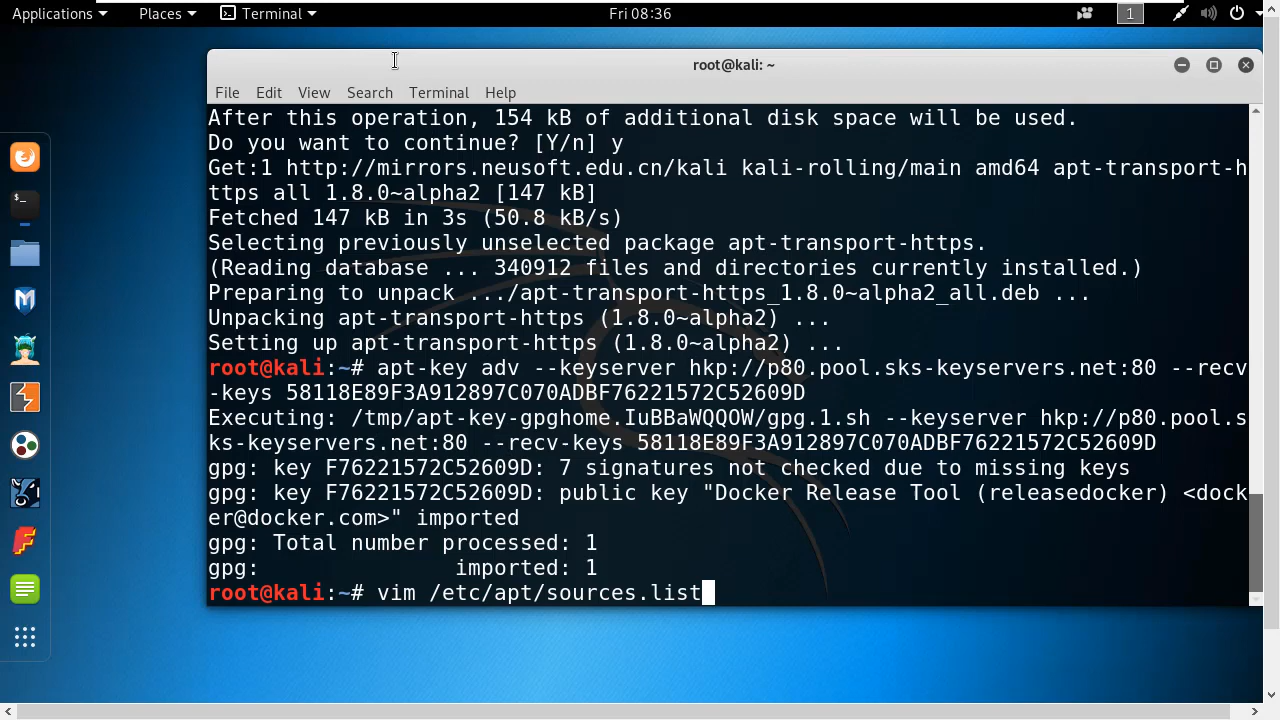 Applications Places Terminal Fri 08:36 1
root@kali: ~
File Edit View Search Terminal Help
After this operation, 154 kB of additional disk space will be used.
Do you want to continue? [Y/n] y
Get:1 http://mirrors.neusoft.edu.cn/kali kali-rolling/main amd64 apt-transport-h
ttps all 1.8.0~alpha2 [147 kB]
Fetched 147 kB in 3s (50.8 kB/s)
Selecting previously unselected package apt-transport-https.
(Reading database ... 340912 files and directories currently installed.)
Preparing to unpack .../apt-transport-https_1.8.0~alpha2_all.deb ...
Unpacking apt-transport-https (1.8.0~alpha2) ...
Setting up apt-transport-https (1.8.0~alpha2) ...
root@kali:~# apt-key adv --keyserver hkp://p80.pool.sks-keyservers.net:80 --recv
-keys 58118E89F3A912897C070ADBF76221572C52609D
Executing: /tmp/apt-key-gpghome.IuBBaWQQOW/gpg.1.sh --keyserver hkp://p80.pool.s
ks-keyservers.net:80 --recv-keys 58118E89F3A912897C070ADBF76221572C52609D
gpg: key F76221572C52609D: 7 signatures not checked due to missing keys
gpg: key F76221572C52609D: public key "Docker Release Tool (releasedocker) <dock
er@docker.com>" imported
gpg: Total number processed: 1
gpg:               imported: 1
root@kali:~# vim /etc/apt/sources.list